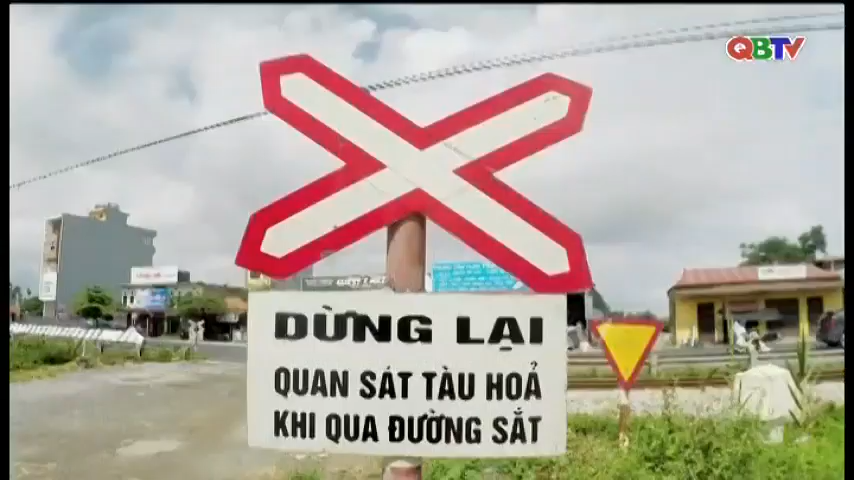 QBTV
DỪNG LẠI
QUAN SÁT TÀU HOẢ
KHI QUA ĐƯỜNG SẮT